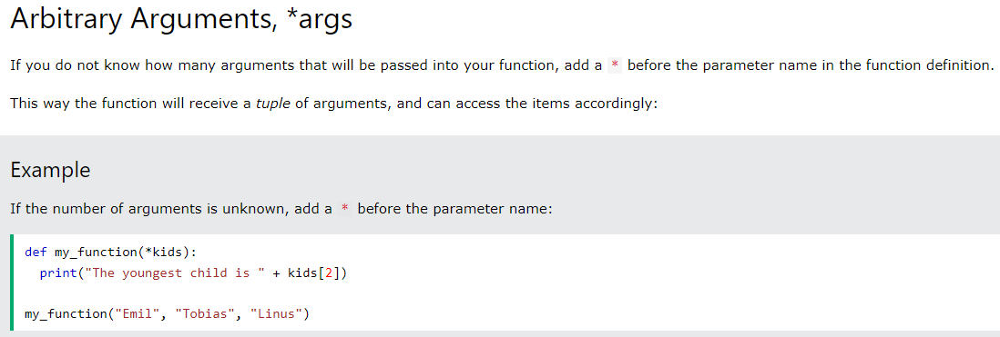 Arbitrary Arguments, *args
If you do not know how many arguments that will be passed into your function, add a * before the parameter name in the function definition.
This way the function will receive a tuple of arguments, and can access the items accordingly:
Example
If the number of arguments is unknown, add a * before the parameter name:
def my_function(*kids):
  print("The youngest child is " + kids[2])
my_function("Emil", "Tobias", "Linus")